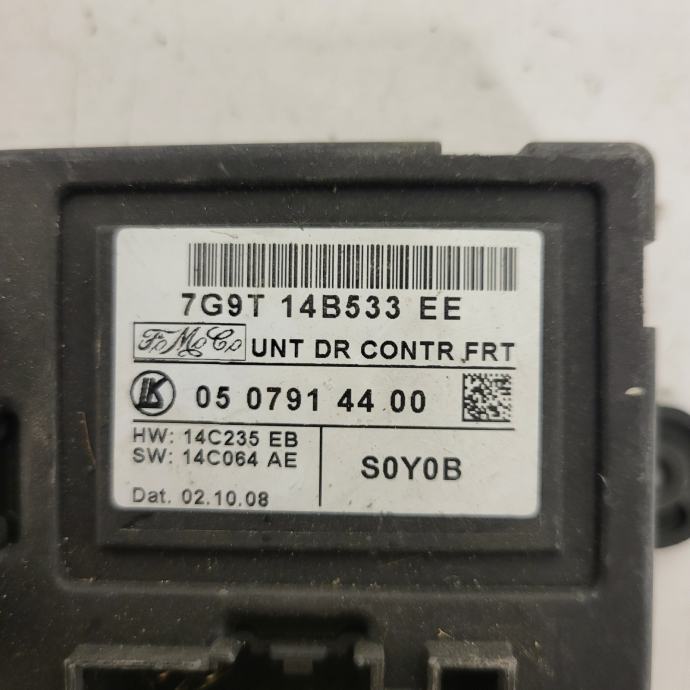 7G9T 14B533 EE
FoMoCo UNT DR CONTR FRT
05 0791 44 00
HW: 14C235 EB
SW: 14C064 AE
S0Y0B
Dat. 02.10.08